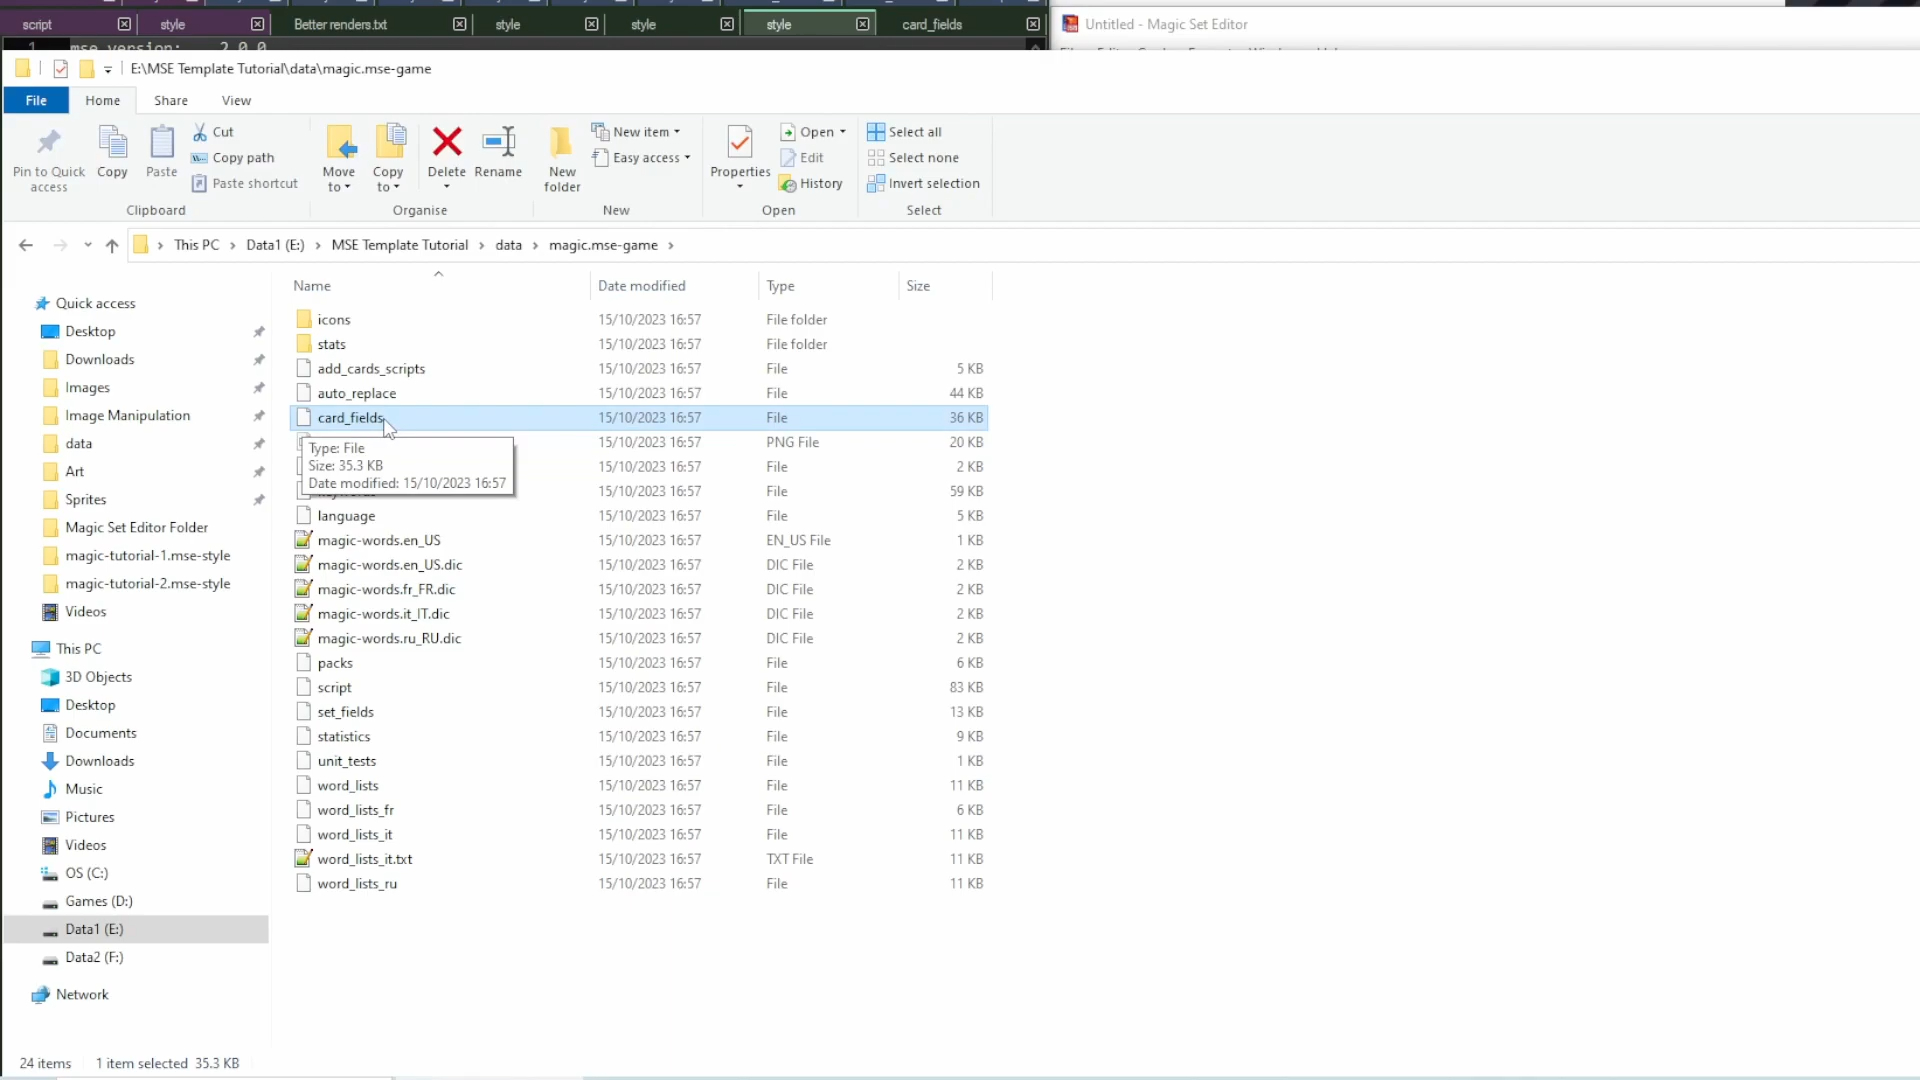 script style Better renders.txt style style style card_fields
Untitled - Magic Set Editor
1 mse version: 2.0.0
E:\MSE Template Tutorial\data\magic.mse-game
File Home Share View
Pin to Quick access
Copy
Paste
Cut
Copy path
Paste shortcut
Clipboard
Move to
Copy to
Delete
Rename
Organise
New folder
New item
Easy access
New
Properties
Open
Edit
History
Open
Select all
Select none
Invert selection
Select
This PC > Data1 (E:) > MSE Template Tutorial > data > magic.mse-game >
Name Date modified Type Size
Quick access
Desktop
Downloads
Images
Image Manipulation
data
Art
Sprites
Magic Set Editor Folder
magic-tutorial-1.mse-style
magic-tutorial-2.mse-style
Videos
This PC
3D Objects
Desktop
Documents
Downloads
Music
Pictures
Videos
OS (C:)
Games (D:)
Data1 (E:)
Data2 (F:)
Network
icons 15/10/2023 16:57 File folder
stats 15/10/2023 16:57 File folder
add_cards_scripts 15/10/2023 16:57 File 5 KB
auto_replace 15/10/2023 16:57 File 44 KB
card_fields 15/10/2023 16:57 File 36 KB
15/10/2023 16:57 PNG File 20 KB
Type: File
Size: 35.3 KB
Date modified: 15/10/2023 16:57
15/10/2023 16:57 File 2 KB
15/10/2023 16:57 File 59 KB
language 15/10/2023 16:57 File 5 KB
magic-words.en_US 15/10/2023 16:57 EN_US File 1 KB
magic-words.en_US.dic 15/10/2023 16:57 DIC File 2 KB
magic-words.fr_FR.dic 15/10/2023 16:57 DIC File 2 KB
magic-words.it_IT.dic 15/10/2023 16:57 DIC File 2 KB
magic-words.ru_RU.dic 15/10/2023 16:57 DIC File 2 KB
packs 15/10/2023 16:57 File 6 KB
script 15/10/2023 16:57 File 83 KB
set_fields 15/10/2023 16:57 File 13 KB
statistics 15/10/2023 16:57 File 9 KB
unit_tests 15/10/2023 16:57 File 1 KB
word_lists 15/10/2023 16:57 File 11 KB
word_lists_fr 15/10/2023 16:57 File 6 KB
word_lists_it 15/10/2023 16:57 File 11 KB
word_lists_it.txt 15/10/2023 16:57 TXT File 11 KB
word_lists_ru 15/10/2023 16:57 File 11 KB
24 items 1 item selected 35.3 KB